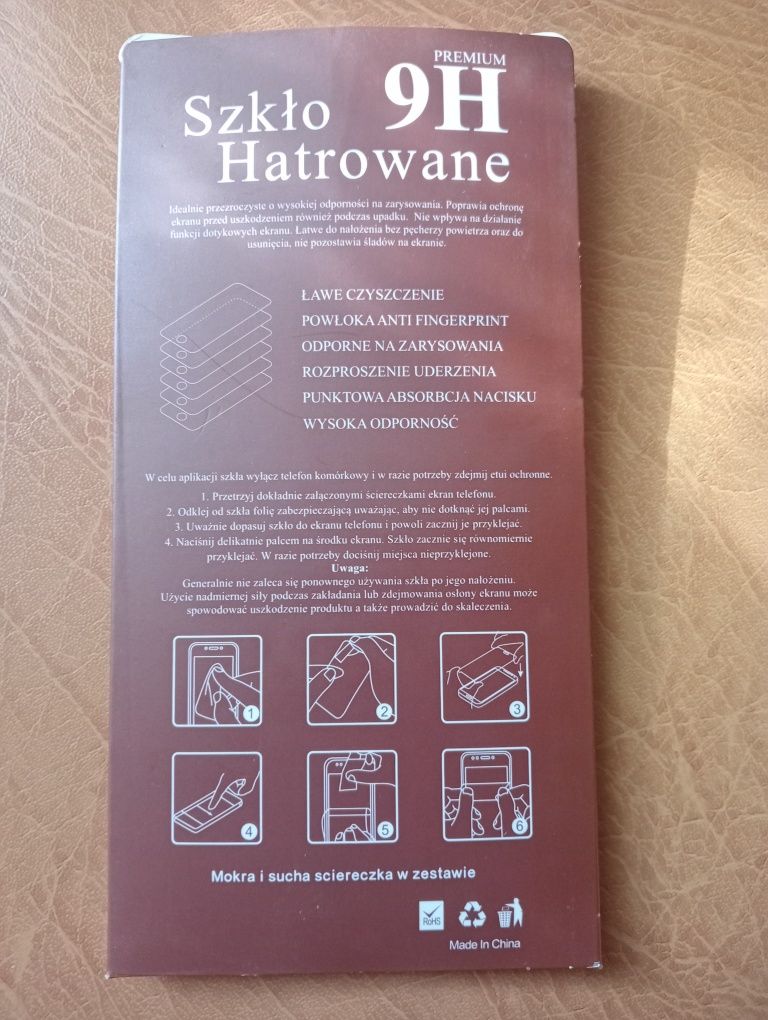 PREMIUM
Szkło 9H
Hatrowane
Idealnie przezroczyste o wysokiej odporności na zarysowania. Poprawia ochronę
ekranu przed uszkodzeniem również podczas upadku. Nie wpływa na działanie
funkcji dotykowych ekranu. Łatwe do nałożenia bez pęcherzy powietrza oraz do
usunięcia, nie pozostawia śladów na ekranie.
ŁAWE CZYSZCZENIE
POWŁOKA ANTI FINGERPRINT
ODPORNE NA ZARYSOWANIA
ROZPROSZENIE UDERZENIA
PUNKTOWA ABSORBCJA NACISKU
WYSOKA ODPORNOŚĆ
W celu aplikacji szkła wyłącz telefon komórkowy i w razie potrzeby zdejmij etui ochronne.
1. Przetrzyj dokładnie załączonymi ściereczkami ekran telefonu.
2. Odklej od szkła folię zabezpieczającą uważając, aby nie dotknąć jej palcami.
3. Uważnie dopasuj szkło do ekranu telefonu i powoli zacznij je przyklejać.
4. Naciśnij delikatnie palcem na środku ekranu. Szkło zacznie się równomiernie
przyklejać. W razie potrzeby dociśnij miejsca nieprzyklejone.
Uwaga:
Generalnie nie zaleca się ponownego używania szkła po jego nałożeniu.
Użycie nadmiernej siły podczas zakładania lub zdejmowania osłony ekranu może
spowodować uszkodzenie produktu a także prowadzić do skaleczenia.
1
2
3
4
5
6
Mokra i sucha sciereczka w zestawie
RoHS
Made In China